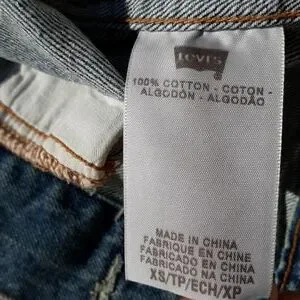 Levi's
100% COTTON - COTON -
ALGODÓN - ALGODÃO
MADE IN CHINA
FABRIQUE EN CHINE
FABRICADO EN CHINA
FABRICADO NA CHINA
XS/TP/ECH/XP